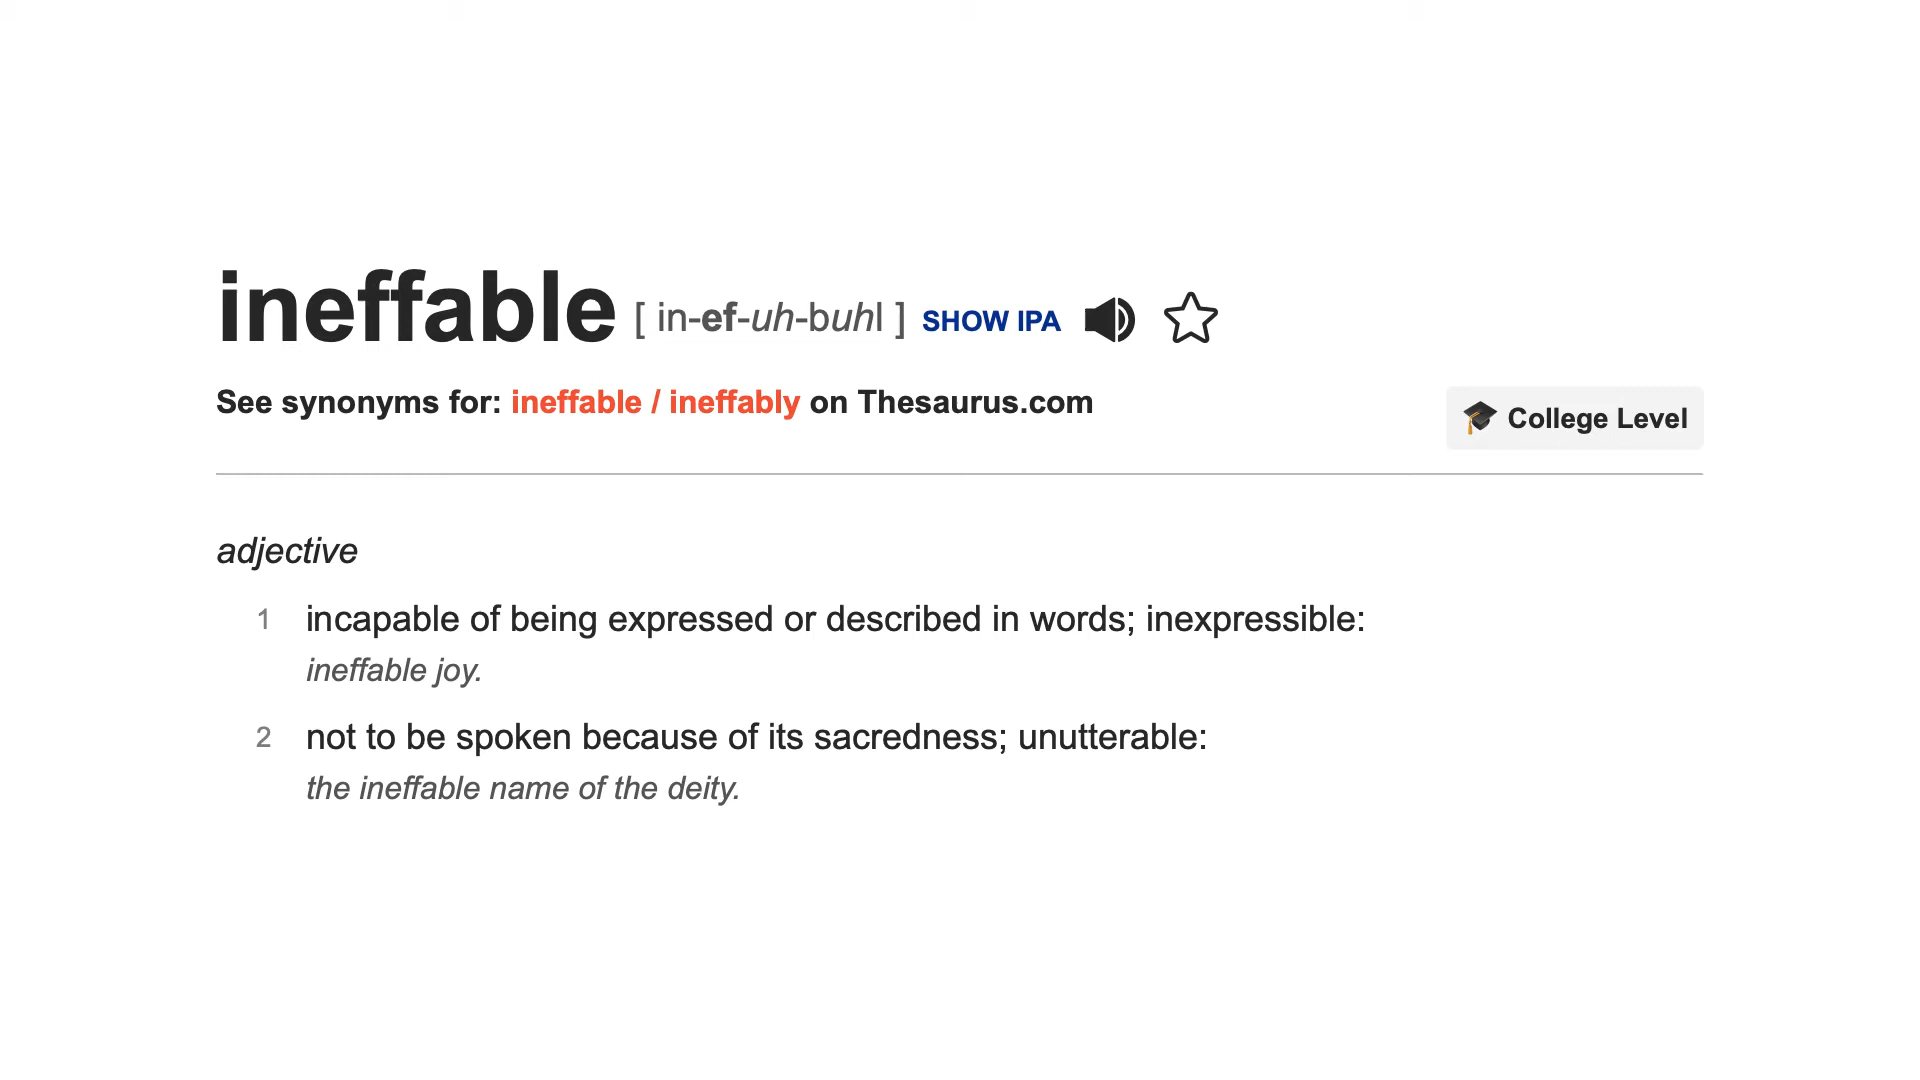 ineffable [ in-ef-uh-buhl ] SHOW IPA
See synonyms for: ineffable / ineffably on Thesaurus.com
College Level
adjective
1 incapable of being expressed or described in words; inexpressible:
ineffable joy.
2 not to be spoken because of its sacredness; unutterable:
the ineffable name of the deity.